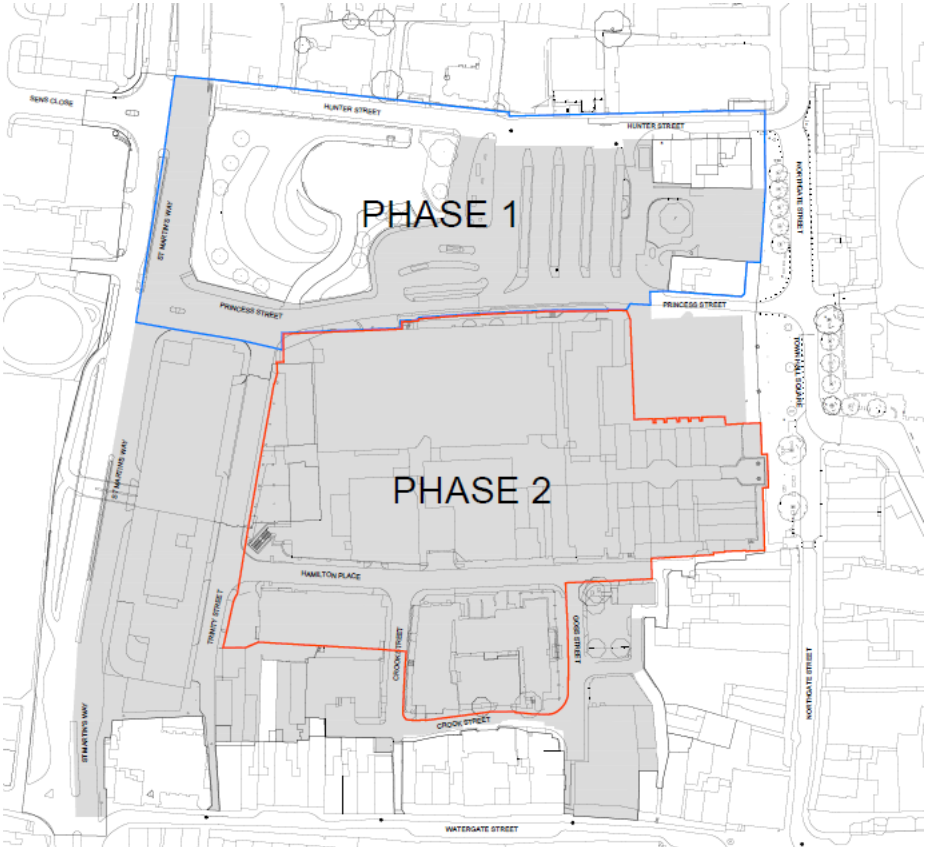 SENS CLOSE
HUNTER STREET
HUNTER STREET
NORTHGATE STREET
PHASE 1
ST MARTIN'S WAY
PRINCESS STREET
PRINCESS STREET
TOWN HALL SQUARE
ST MARTINS WAY
PHASE 2
HAMILTON PLACE
TRINITY STREET
CROOK STREET
GOSS STREET
NORTHGATE STREET
CROOK STREET
ST MARTIN'S WAY
WATERGATE STREET